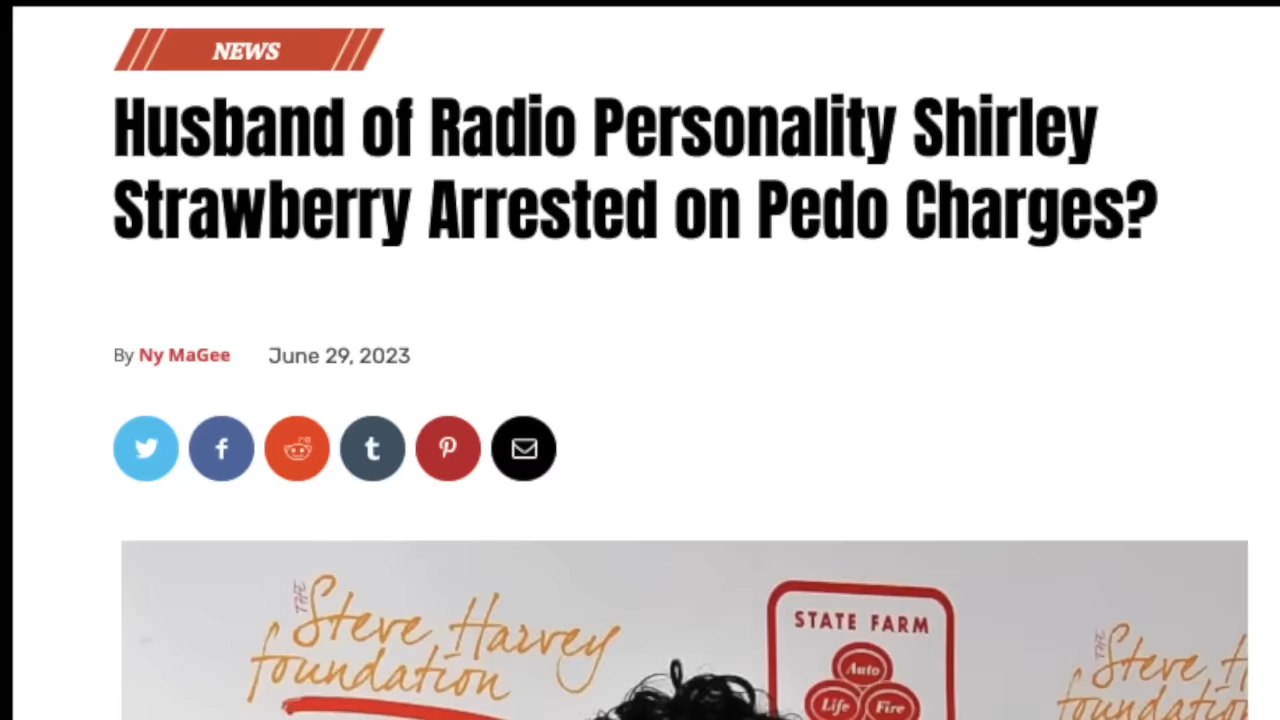 NEWS
Husband of Radio Personality Shirley
Strawberry Arrested on Pedo Charges?
By Ny MaGee June 29, 2023
THE
Steve Harvey
foundation
STATE FARM
Auto
Life Fire
THE
Steve H
foundation